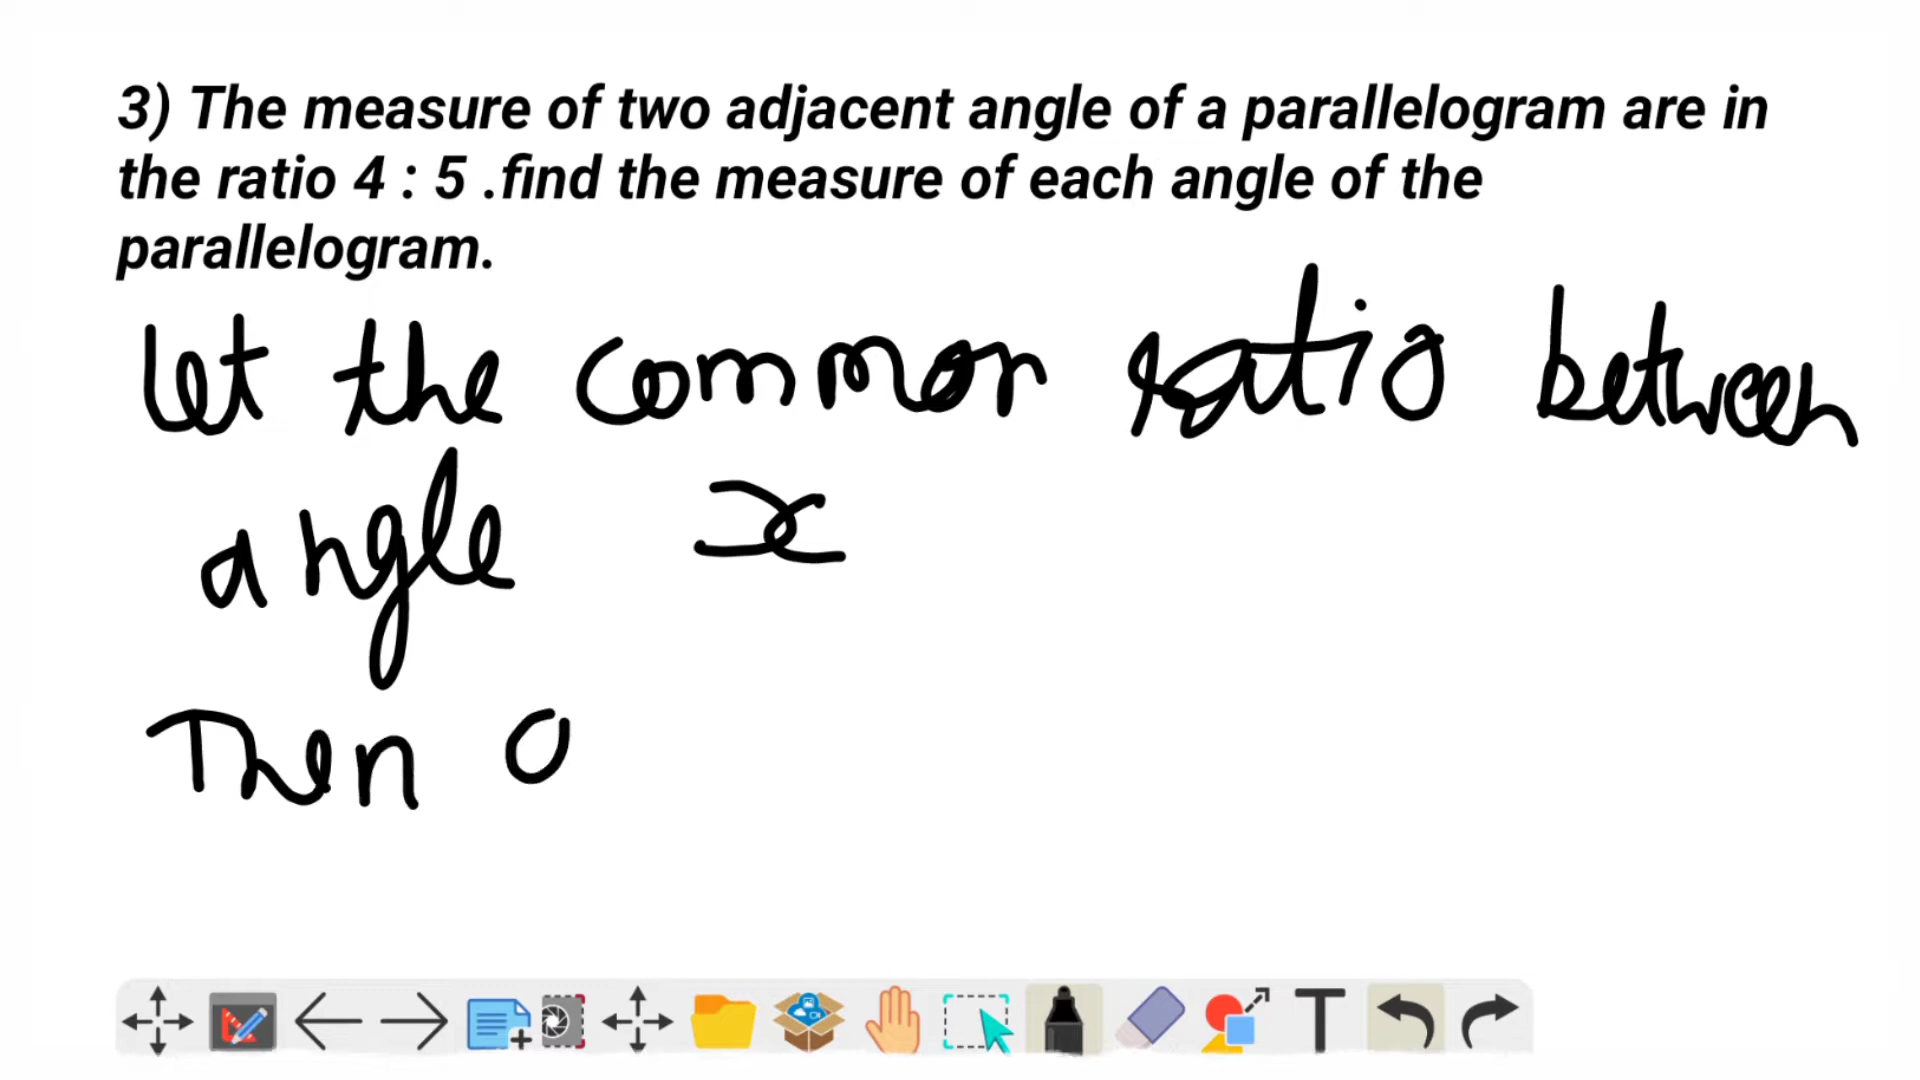 3) The measure of two adjacent angle of a parallelogram are in
the ratio 4 : 5 .find the measure of each angle of the
parallelogram.
let the common ratio between
angle x
Then a
T